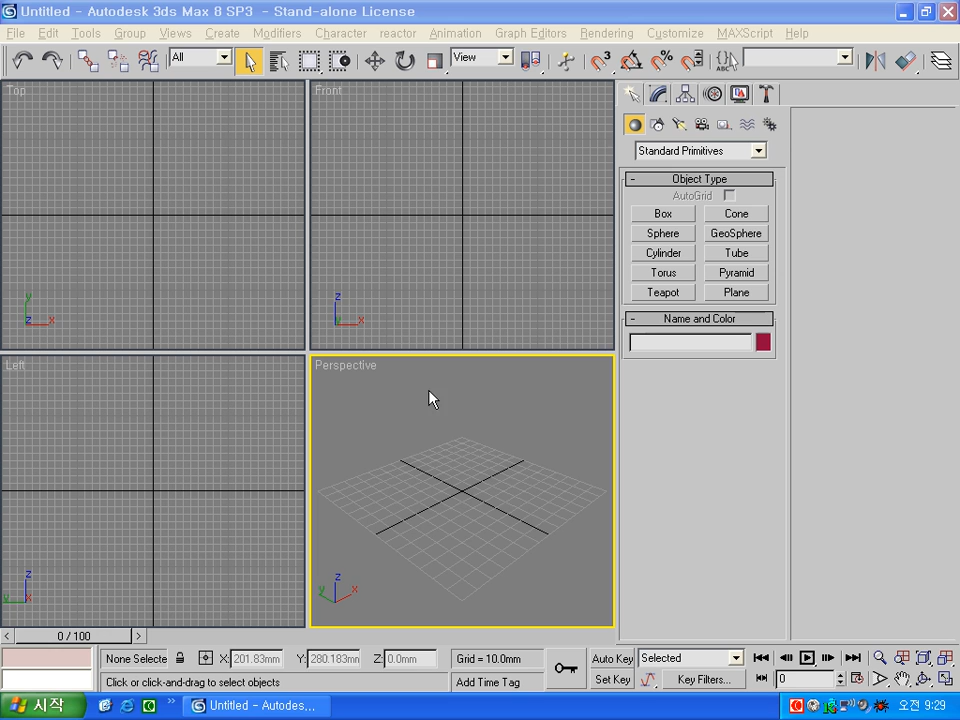 Untitled - Autodesk 3ds Max 8 SP3 - Stand-alone License
File Edit Tools Group Views Create Modifiers Character reactor Animation Graph Editors Rendering Customize MAXScript Help
All View
Top Front
Standard Primitives
- Object Type
AutoGrid
Box Cone
Sphere GeoSphere
Cylinder Tube
Torus Pyramid
Teapot Plane
- Name and Color
y z
z x y x
Left Perspective
z z
y x y x
< 0 / 100 >
None Selecte X: 201.83mm Y: 280.183mm Z: 0.0mm Grid = 10.0mm Auto Key Selected
Click or click-and-drag to select objects Add Time Tag Set Key Key Filters... 0
시작 Untitled - Autodes... 오전 9:29